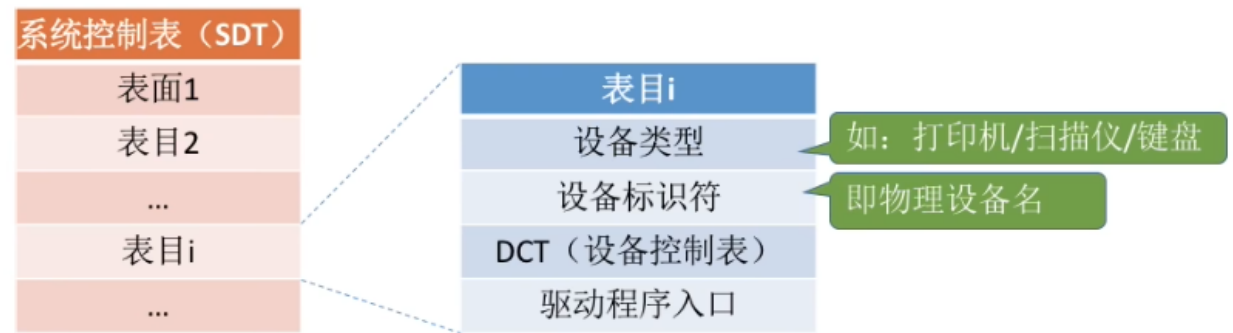 系统控制表（SDT）
表面1
表目2
...
表目i
...
表目i
设备类型
设备标识符
DCT（设备控制表）
驱动程序入口
如：打印机/扫描仪/键盘
即物理设备名